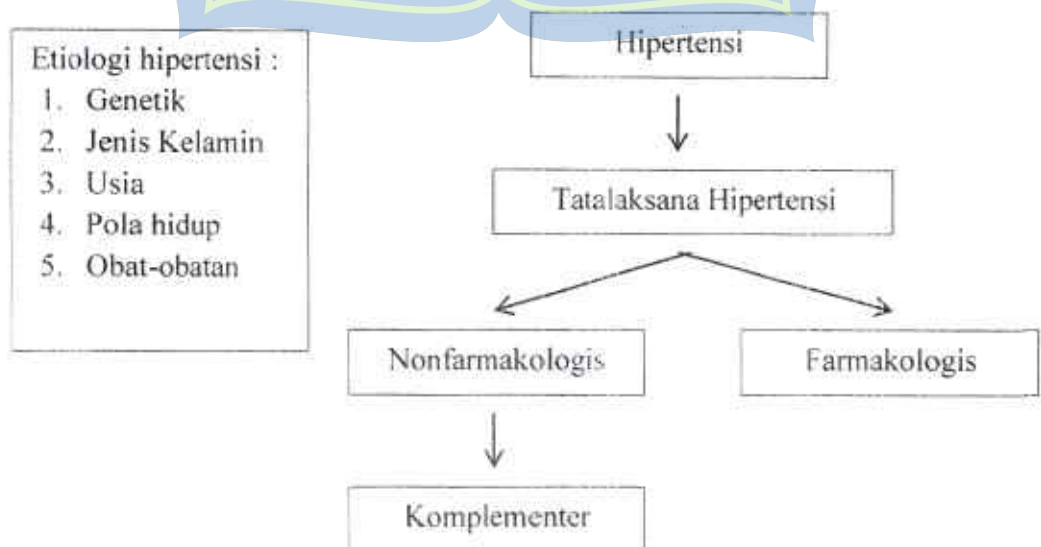 Etiologi hipertensi :
1. Genetik
2. Jenis Kelamin
3. Usia
4. Pola hidup
5. Obat-obatan
Hipertensi
Tatalaksana Hipertensi
Nonfarmakologis
Farmakologis
Komplementer